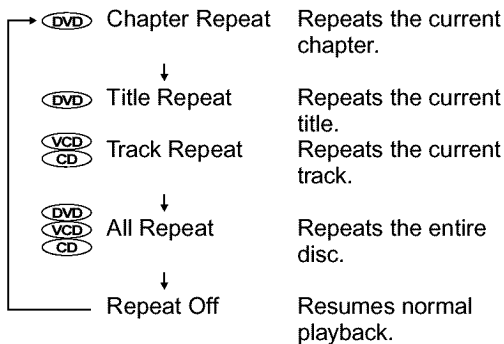 DVD Chapter Repeat Repeats the current
chapter.
DVD Title Repeat Repeats the current
title.
VCD
CD Track Repeat Repeats the current
track.
DVD
VCD All Repeat Repeats the entire
CD disc.
Repeat Off Resumes normal
playback.